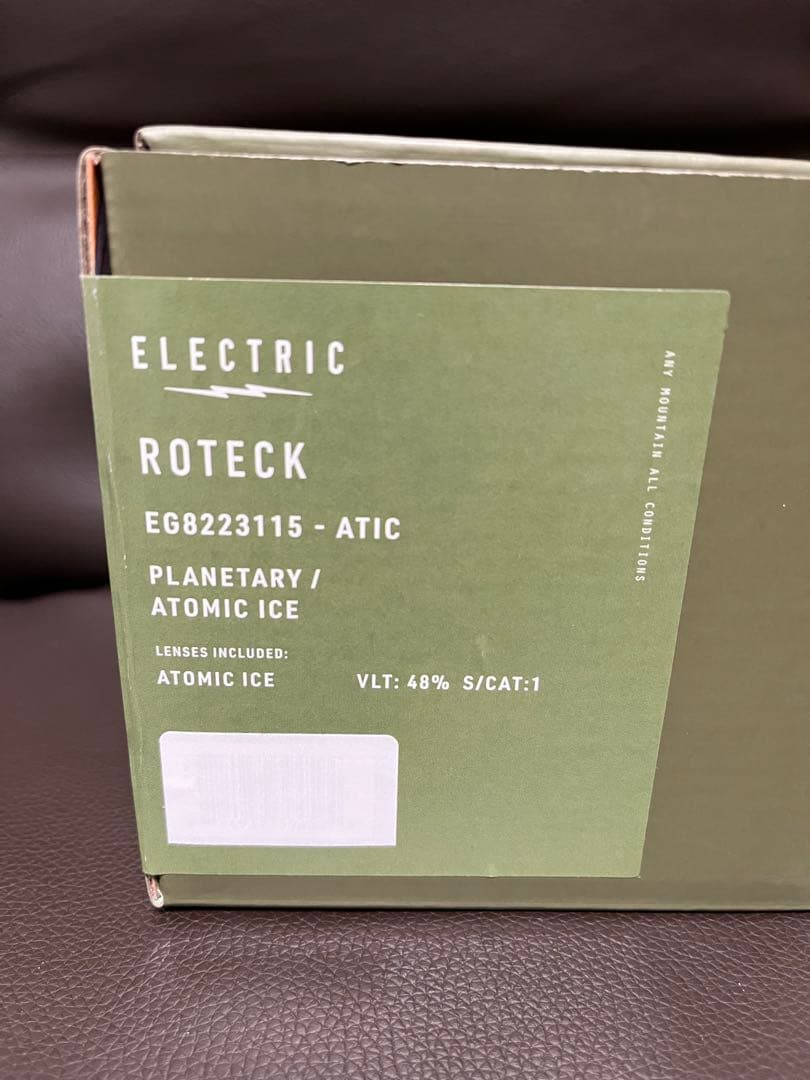 ELECTRIC
ROTECK
EG8223115 - ATIC
PLANETARY /
ATOMIC ICE
LENSES INCLUDED:
ATOMIC ICE VLT: 48% S/CAT:1
ANY MOUNTAIN ALL CONDITIONS